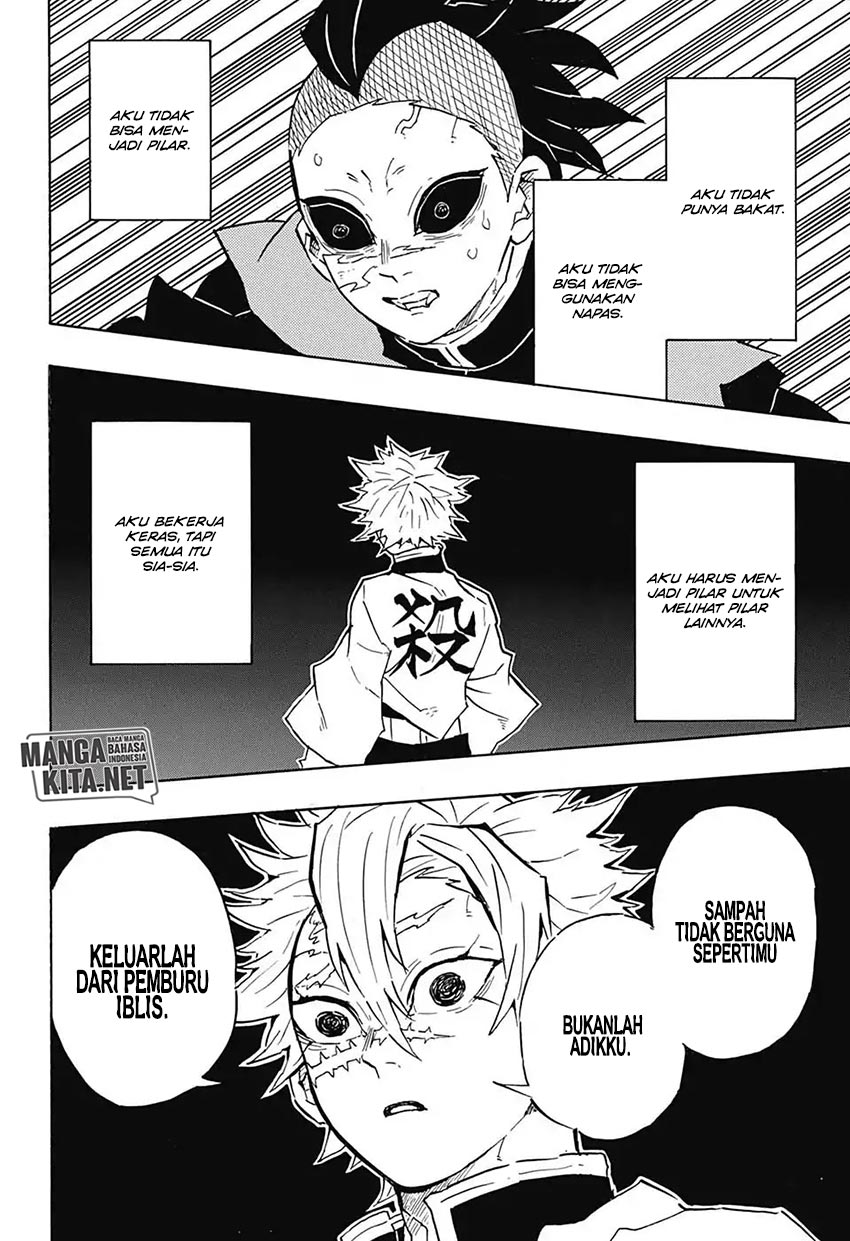 AKU TIDAK
PUNYA BAKAT.
AKU TIDAK
BISA MENG-
GUNAKAN
NAPAS.
AKU TIDAK
BISA MEN-
JADI PILAR.
AKU HARUS MEN-
JADI PILAR UNTUK
MELIHAT PILAR
LAINNYA.
殺
AKU BEKERJA
KERAS, TAPI
SEMUA ITU
SIA-SIA.
MANGA
KITA.NET
BACA MANGA
BAHASA
INDONESIA
SAMPAH
TIDAK BERGUNA
SEPERTIMU
BUKANLAH
ADIKKU.
KELUARLAH
DARI PEMBURU
IBLIS.